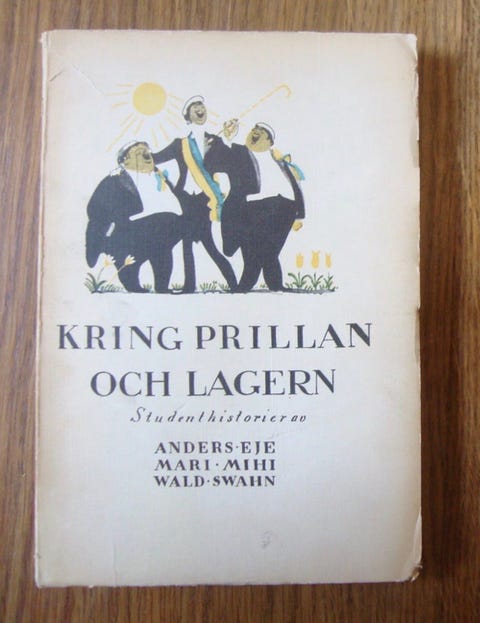 KRING PRILLAN
OCH LAGERN
Studenthistorier av
ANDERS·EJE
MARI·MIHI
WALD·SWAHN